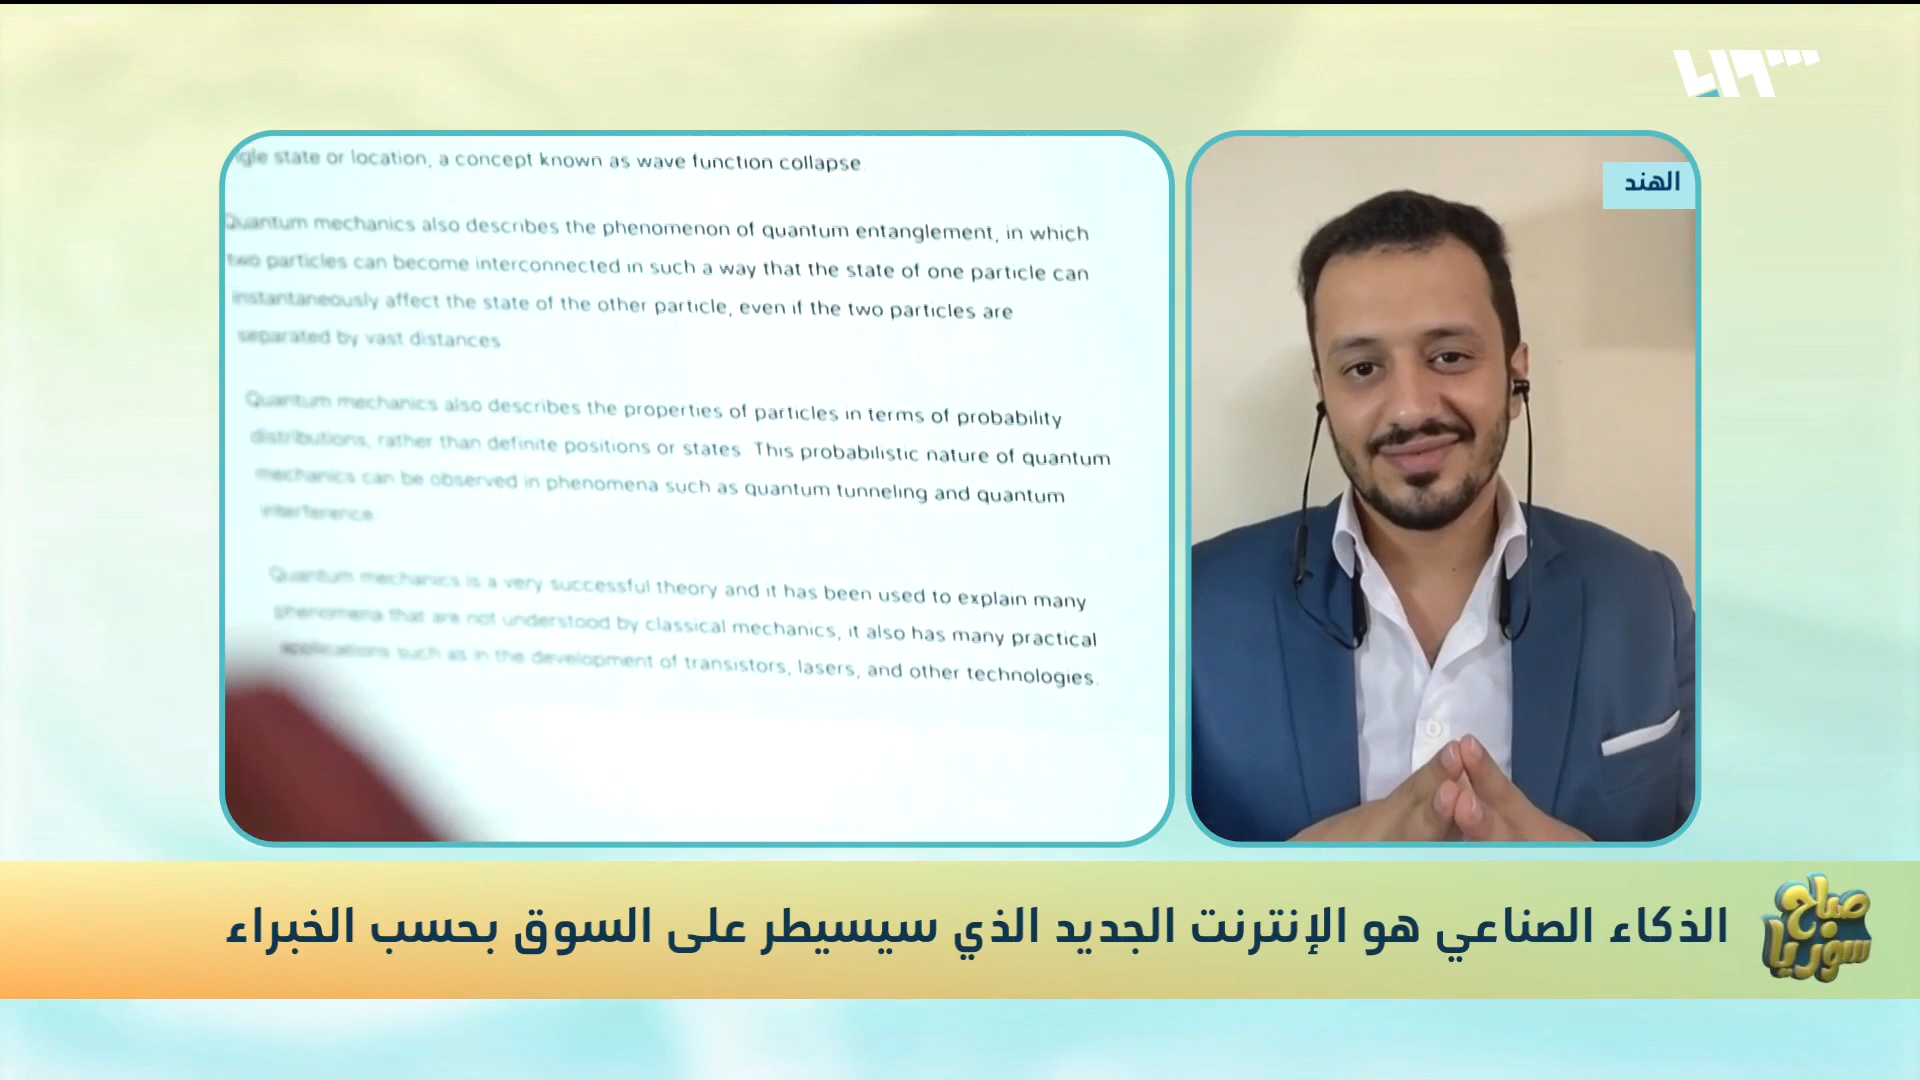 الهند
gle state or location, a concept known as wave function collapse.
Quantum mechanics also describes the phenomenon of quantum entanglement, in which
two particles can become interconnected in such a way that the state of one particle can
instantaneously affect the state of the other particle, even if the two particles are
separated by vast distances
Quantum mechanics also describes the properties of particles in terms of probability
distributions, rather than definite positions or states. This probabilistic nature of quantum
mechanics can be observed in phenomena such as quantum tunneling and quantum
interference.
Quantum mechanics is a very successful theory and it has been used to explain many
phenomena that are not understood by classical mechanics, it also has many practical
applications such as in the development of transistors, lasers, and other technologies.
الذكاء الصناعي هو الإنترنت الجديد الذي سيسيطر على السوق بحسب الخبراء
صباح
سوريا